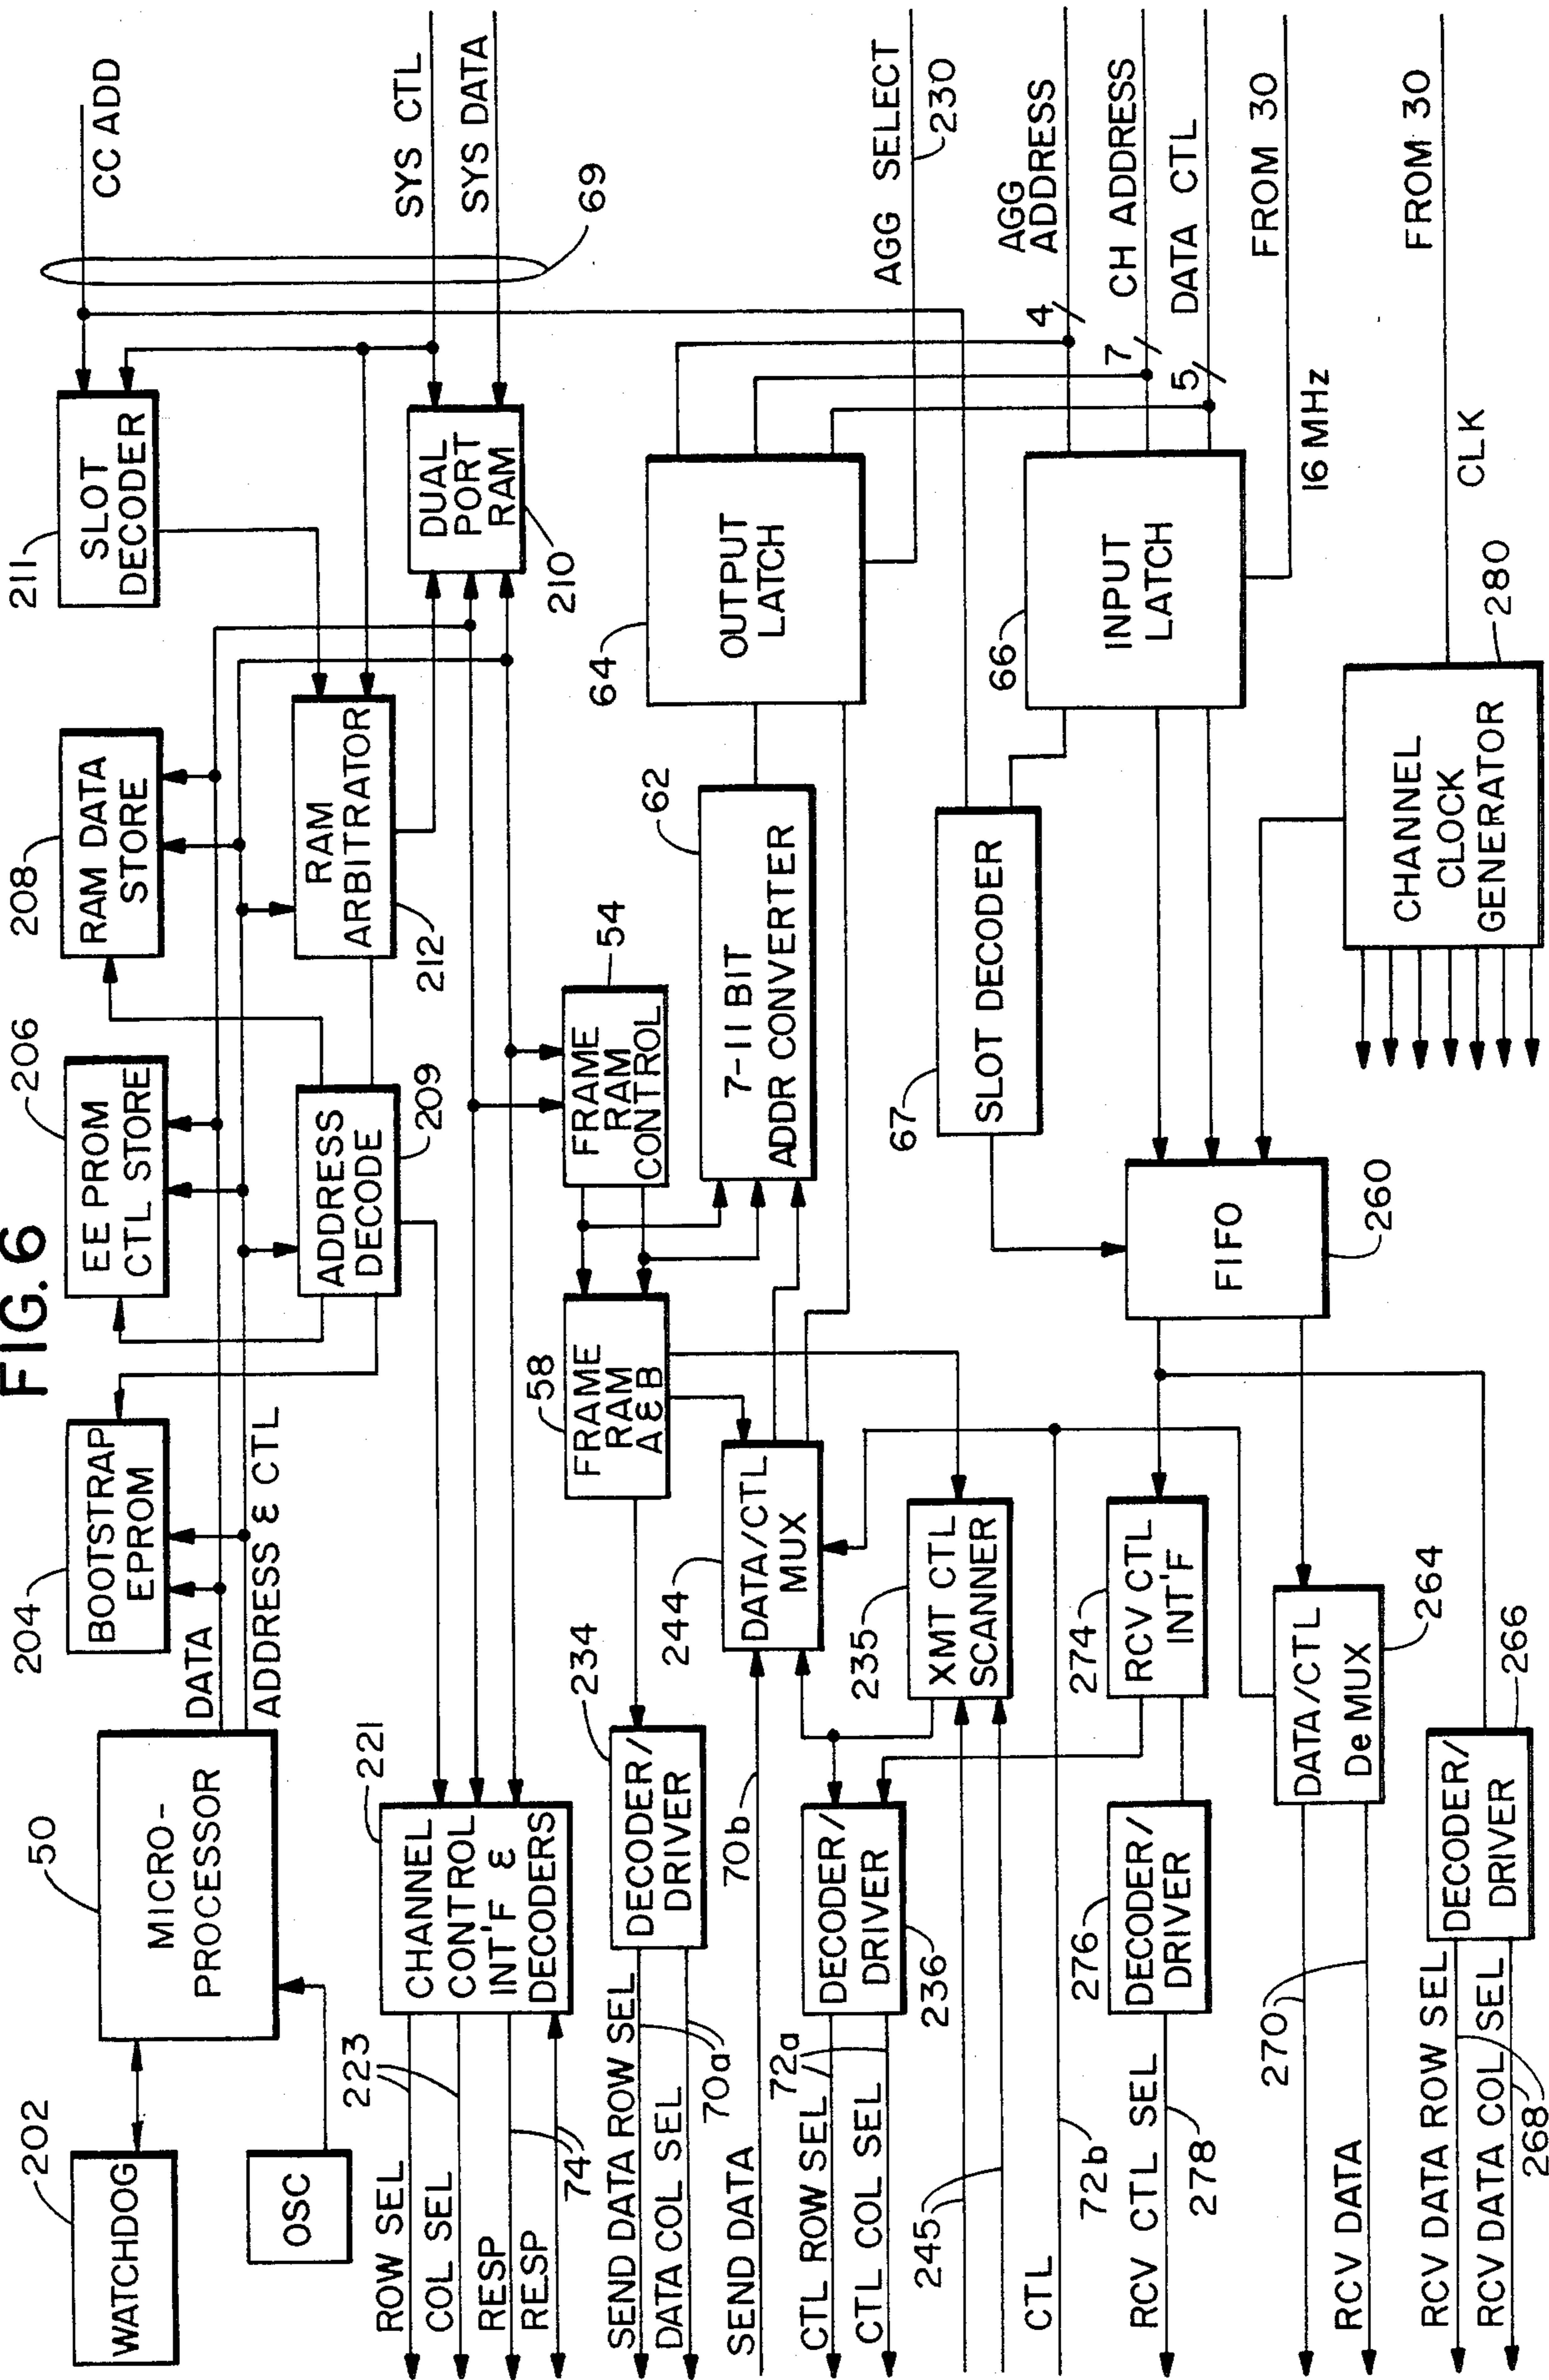 FIG. 6
202
WATCHDOG
OSC
50
MICRO-
PROCESSOR
DATA
ADDRESS & CTL
204
BOOTSTRAP
EPROM
206
EE PROM
CTL STORE
208
RAM DATA
STORE
211
SLOT
DECODER
CC ADD
ADDRESS
DECODE
209
RAM
ARBITRATOR
212
DUAL
PORT
RAM
210
SYS CTL
SYS DATA
69
ROW SEL
COL SEL
223
RESP
RESP
74
221
CHANNEL
CONTROL
INT'F &
DECODERS
SEND DATA ROW SEL
DATA COL SEL
70a
234
DECODER/
DRIVER
58
FRAME
RAM
A & B
54
FRAME
RAM
CONTROL
62
7-11 BIT
ADDR CONVERTER
64
OUTPUT
LATCH
AGG SELECT
230
SEND DATA
70b
244
DATA/CTL
MUX
CTL ROW SEL
72a
CTL COL SEL
DECODER/
DRIVER
236
235
XMT CTL
SCANNER
245
67
SLOT DECODER
66
INPUT
LATCH
4
AGG
ADDRESS
7
CH ADDRESS
5
DATA CTL
16 MHz
FROM 30
CTL
72b
RCV CTL SEL
278
276
DECODER/
DRIVER
274
RCV CTL
INT'F
FIFO
260
270
RCV DATA
DATA/CTL
De MUX
264
CHANNEL
CLOCK
GENERATOR
280
CLK
FROM 30
RCV DATA ROW SEL
RCV DATA COL SEL
268
DECODER/
DRIVER
266